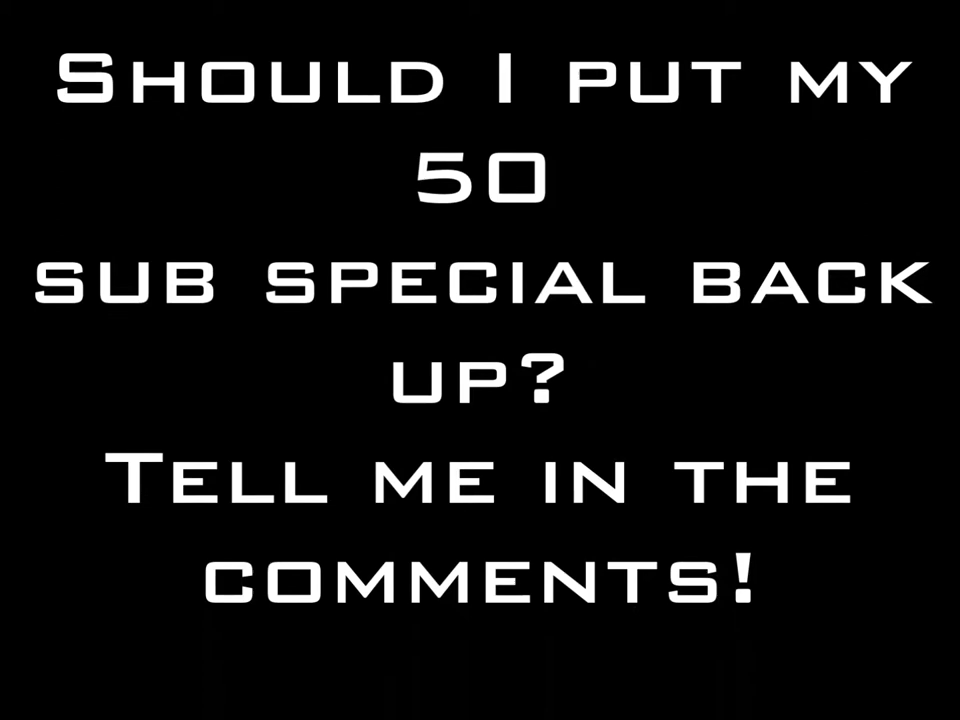 Should I put my
50
sub special back
up?
Tell me in the
comments!